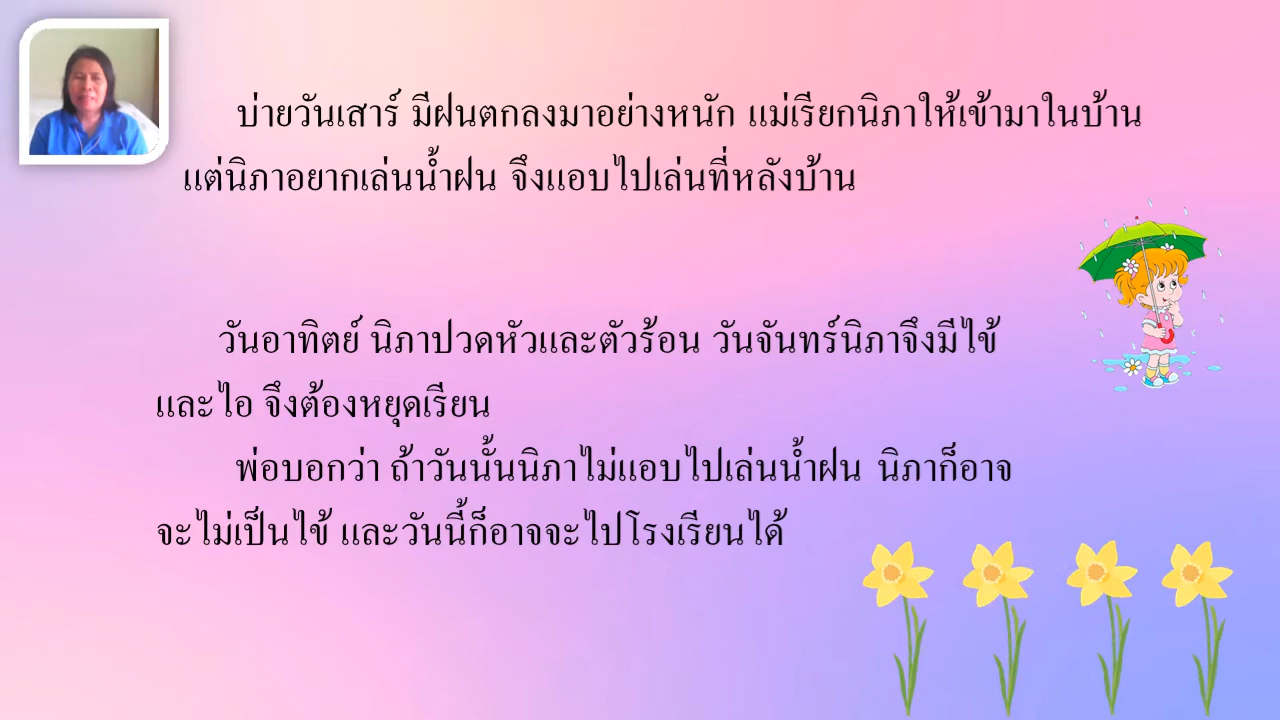 บ่ายวันเสาร์ มีฝนตกลงมาอย่างหนัก แม่เรียกนิภาให้เข้ามาในบ้าน
แต่นิภาอยากเล่นน้ำฝน จึงแอบไปเล่นที่หลังบ้าน
วันอาทิตย์ นิภาปวดหัวและตัวร้อน วันจันทร์นิภาจึงมีไข้
และไอ จึงต้องหยุดเรียน
พ่อบอกว่า ถ้าวันนั้นนิภาไม่แอบไปเล่นน้ำฝน นิภาก็อาจ
จะไม่เป็นไข้ และวันนี้ก็อาจจะไปโรงเรียนได้